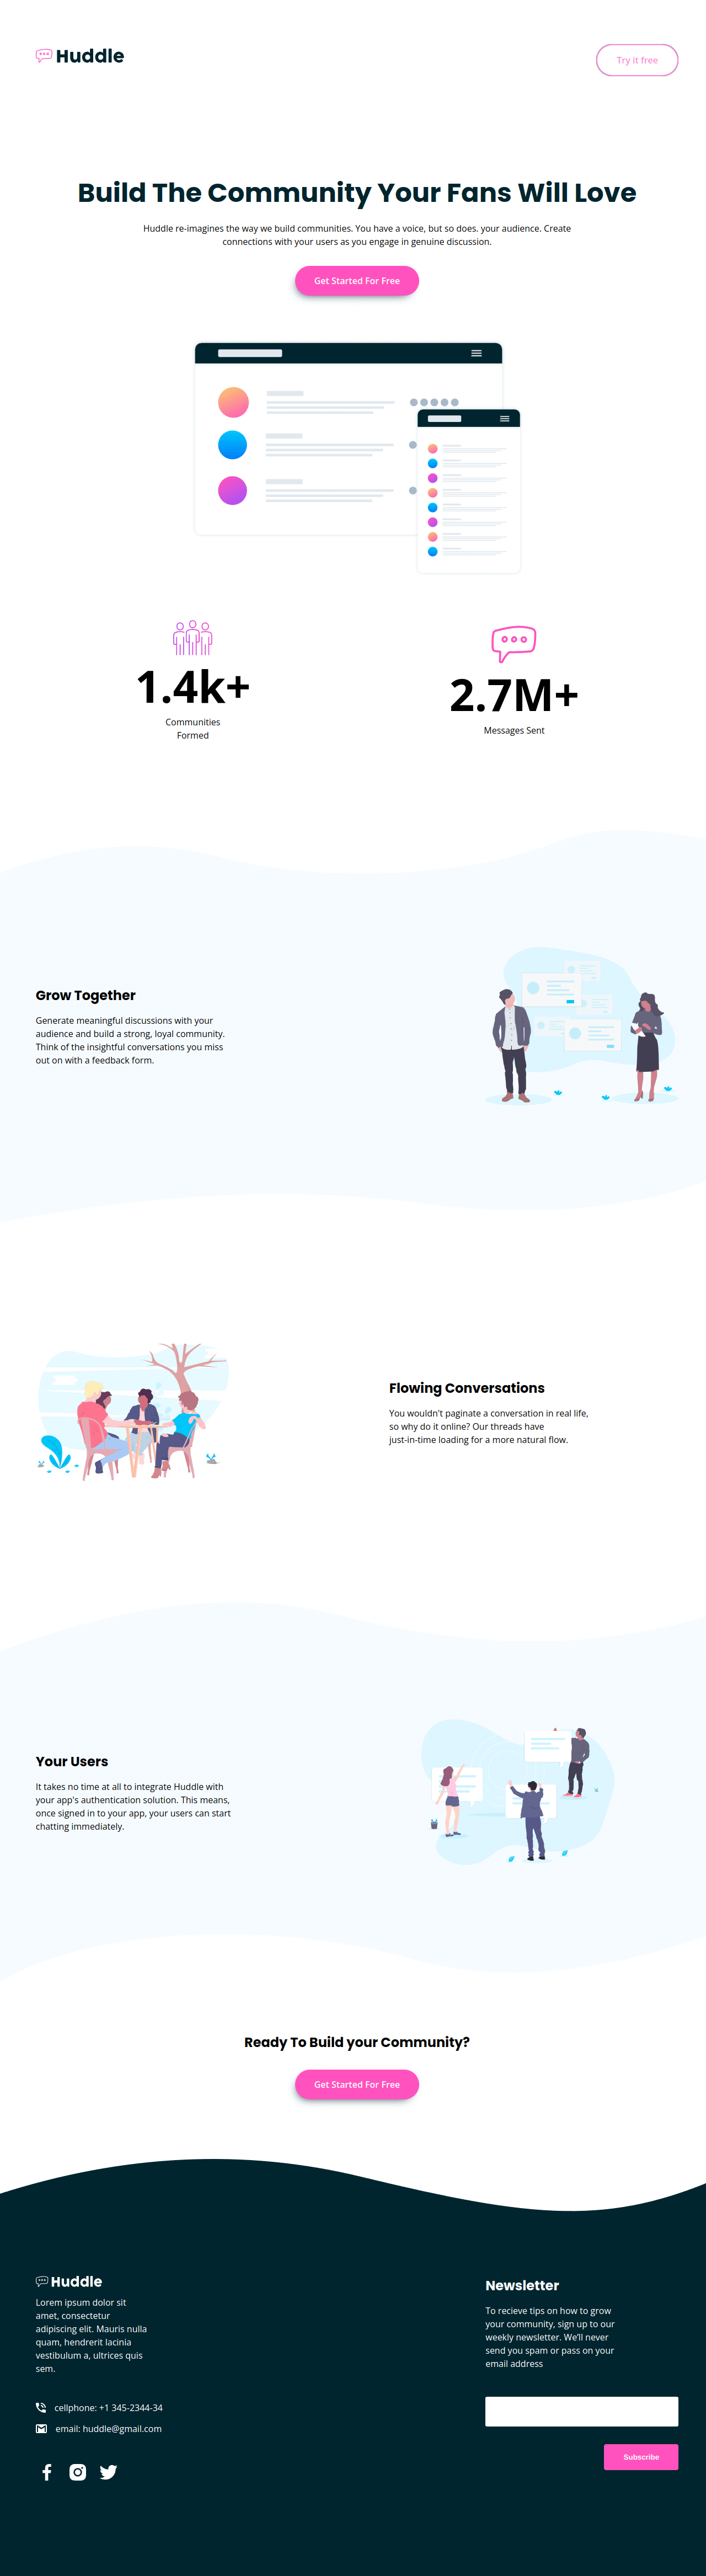 Huddle
Try it free
Build The Community Your Fans Will Love
Huddle re-imagines the way we build communities. You have a voice, but so does. your audience. Create
connections with your users as you engage in genuine discussion.
Get Started For Free
1.4k+
Communities
Formed
2.7M+
Messages Sent
Grow Together
Generate meaningful discussions with your
audience and build a strong, loyal community.
Think of the insightful conversations you miss
out on with a feedback form.
Flowing Conversations
You wouldn't paginate a conversation in real life,
so why do it online? Our threads have
just-in-time loading for a more natural flow.
Your Users
It takes no time at all to integrate Huddle with
your app's authentication solution. This means,
once signed in to your app, your users can start
chatting immediately.
Ready To Build your Community?
Get Started For Free
Huddle
Lorem ipsum dolor sit
amet, consectetur
adipiscing elit. Mauris nulla
quam, hendrerit lacinia
vestibulum a, ultrices quis
sem.
cellphone: +1 345-2344-34
email: huddle@gmail.com
Newsletter
To recieve tips on how to grow
your community, sign up to our
weekly newsletter. We'll never
send you spam or pass on your
email address
Subscribe